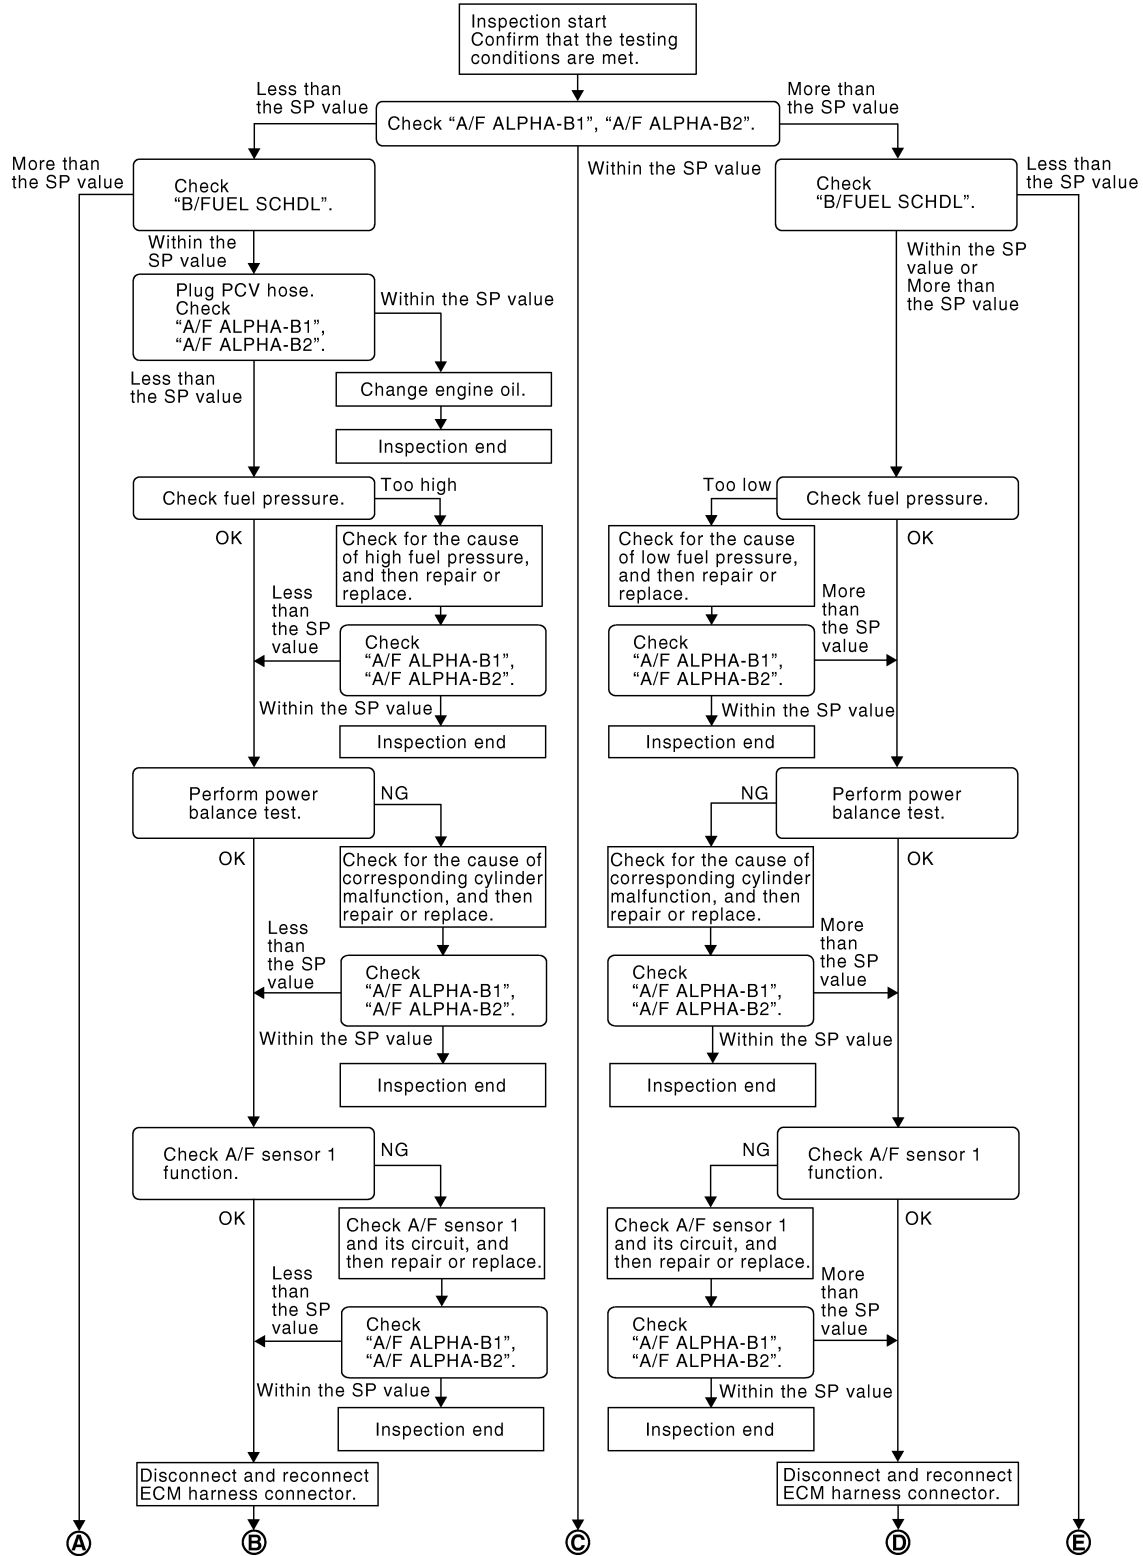 Inspection start
Confirm that the testing
conditions are met.
Less than
the SP value
More than
the SP value
Check “A/F ALPHA-B1”, “A/F ALPHA-B2”.
More than
the SP value
Within the SP value
Less than
the SP value
Check
“B/FUEL SCHDL”.
Check
“B/FUEL SCHDL”.
Within the
SP value
Within the SP
value or
More than
the SP value
Plug PCV hose.
Check
“A/F ALPHA-B1”,
“A/F ALPHA-B2”.
Within the SP value
Less than
the SP value
Change engine oil.
Inspection end
Check fuel pressure.
Too high
Too low
Check fuel pressure.
OK
OK
Check for the cause
of high fuel pressure,
and then repair or
replace.
Check for the cause
of low fuel pressure,
and then repair or
replace.
Less
than
the SP
value
More
than
the SP
value
Check
“A/F ALPHA-B1”,
“A/F ALPHA-B2”.
Check
“A/F ALPHA-B1”,
“A/F ALPHA-B2”.
Within the SP value
Within the SP value
Inspection end
Inspection end
Perform power
balance test.
NG
NG
Perform power
balance test.
OK
OK
Check for the cause of
corresponding cylinder
malfunction, and then
repair or replace.
Check for the cause of
corresponding cylinder
malfunction, and then
repair or replace.
Less
than
the SP
value
More
than
the SP
value
Check
“A/F ALPHA-B1”,
“A/F ALPHA-B2”.
Check
“A/F ALPHA-B1”,
“A/F ALPHA-B2”.
Within the SP value
Within the SP value
Inspection end
Inspection end
Check A/F sensor 1
function.
NG
NG
Check A/F sensor 1
function.
OK
OK
Check A/F sensor 1
and its circuit, and
then repair or replace.
Check A/F sensor 1
and its circuit, and
then repair or replace.
Less
than
the SP
value
More
than
the SP
value
Check
“A/F ALPHA-B1”,
“A/F ALPHA-B2”.
Check
“A/F ALPHA-B1”,
“A/F ALPHA-B2”.
Within the SP value
Within the SP value
Inspection end
Inspection end
Disconnect and reconnect
ECM harness connector.
Disconnect and reconnect
ECM harness connector.
A
B
C
D
E